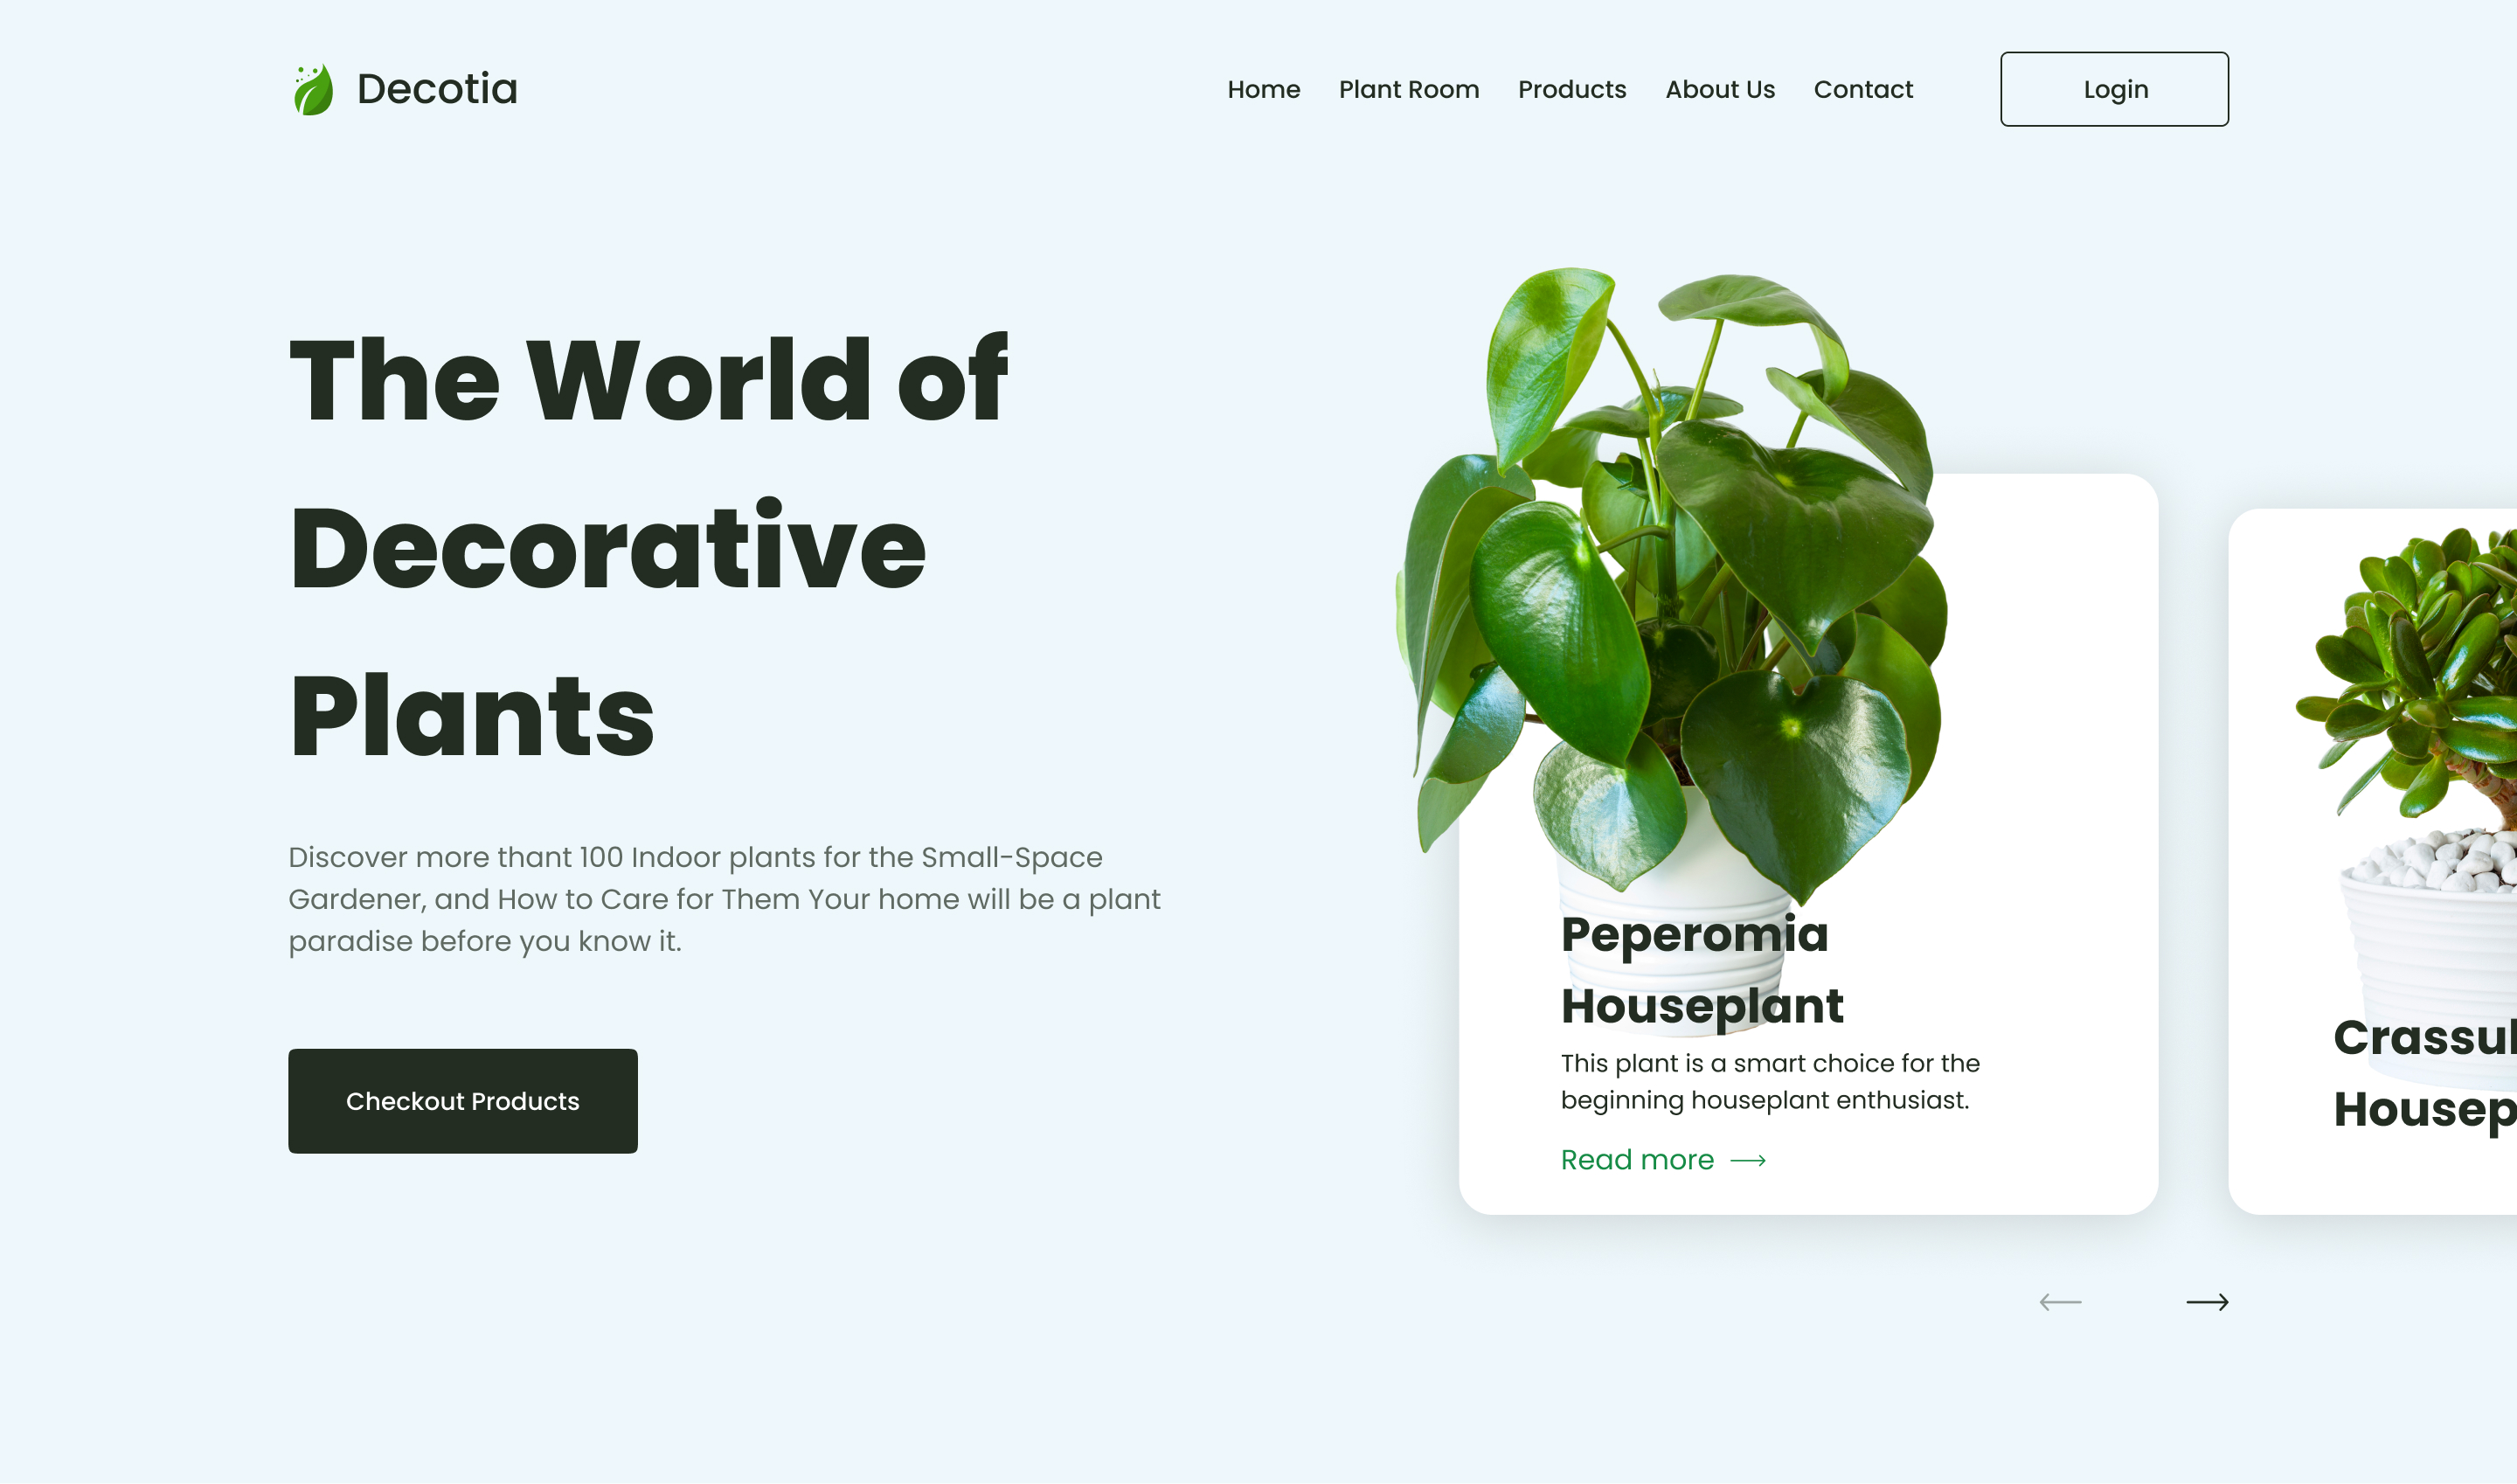 Decotia
Home Plant Room Products About Us Contact Login
The World of
Decorative
Plants
Discover more thant 100 Indoor plants for the Small-Space
Gardener, and How to Care for Them Your home will be a plant
paradise before you know it.
Checkout Products
Peperomia
Houseplant
This plant is a smart choice for the
beginning houseplant enthusiast.
Read more
Crassul
Housep